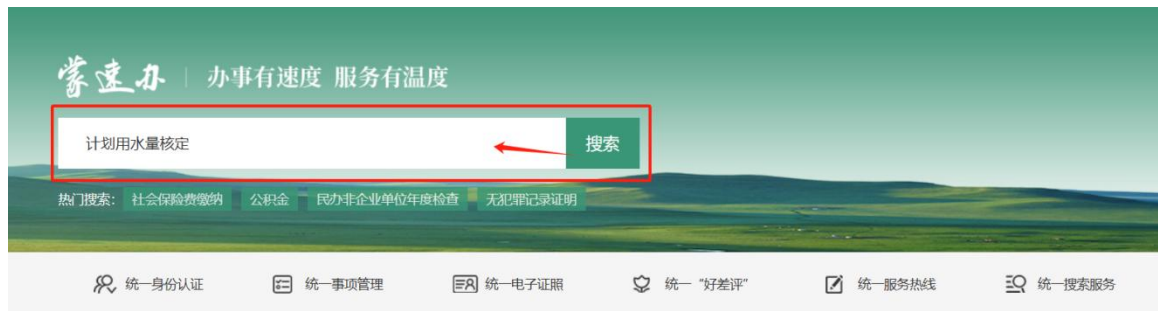 蒙速办 办事有速度 服务有温度
计划用水量核定 搜索
热门搜索： 社会保险费缴纳 公积金 民办非企业单位年度检查 无犯罪记录证明
统一身份认证 统一事项管理 统一电子证照 统一“好差评” 统一服务热线 统一搜索服务